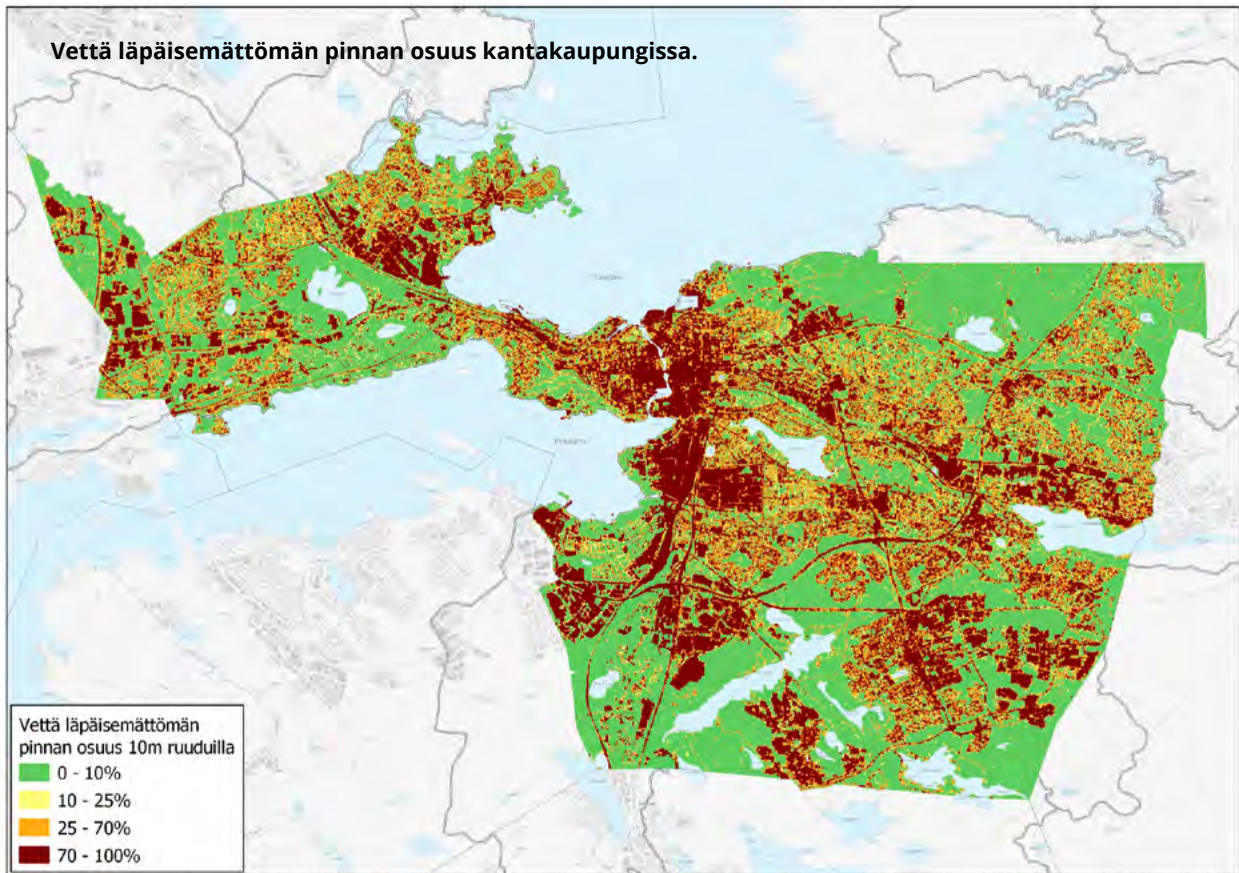 Vettä läpäisemättömän pinnan osuus kantakaupungissa.
Vettä läpäisemättömän
pinnan osuus 10m ruuduilla
0 - 10%
10 - 25%
25 - 70%
70 - 100%